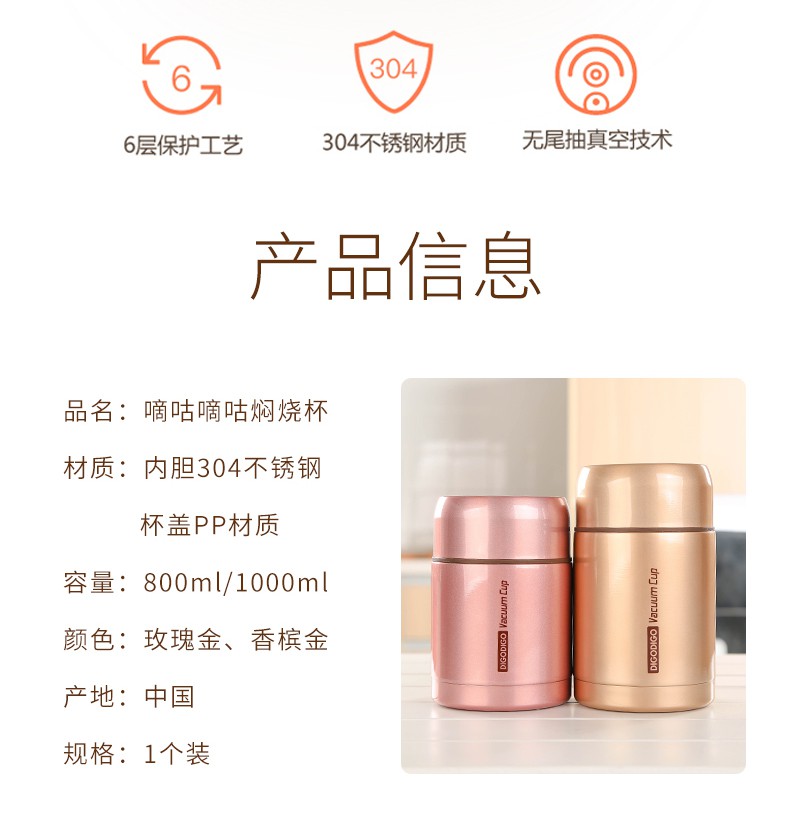 6
304
6层保护工艺
304不锈钢材质
无尾抽真空技术
产品信息
品名：嘀咕嘀咕焖烧杯
材质：内胆304不锈钢
杯盖PP材质
容量：800ml/1000ml
颜色：玫瑰金、香槟金
产地：中国
规格：1个装
DIGODIGO Vacuum Cup
DIGODIGO Vacuum Cup